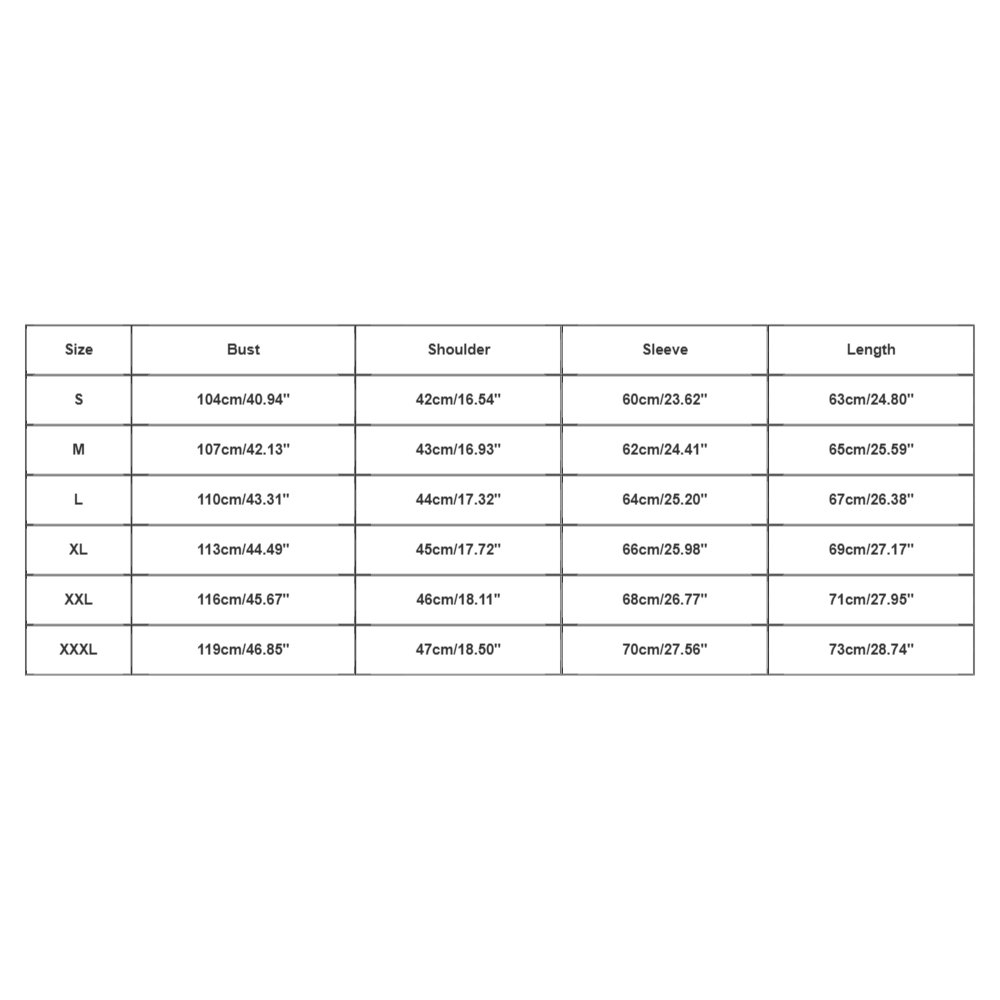 Size Bust Shoulder Sleeve Length
S 104cm/40.94" 42cm/16.54" 60cm/23.62" 63cm/24.80"
M 107cm/42.13" 43cm/16.93" 62cm/24.41" 65cm/25.59"
L 110cm/43.31" 44cm/17.32" 64cm/25.20" 67cm/26.38"
XL 113cm/44.49" 45cm/17.72" 66cm/25.98" 69cm/27.17"
XXL 116cm/45.67" 46cm/18.11" 68cm/26.77" 71cm/27.95"
XXXL 119cm/46.85" 47cm/18.50" 70cm/27.56" 73cm/28.74"